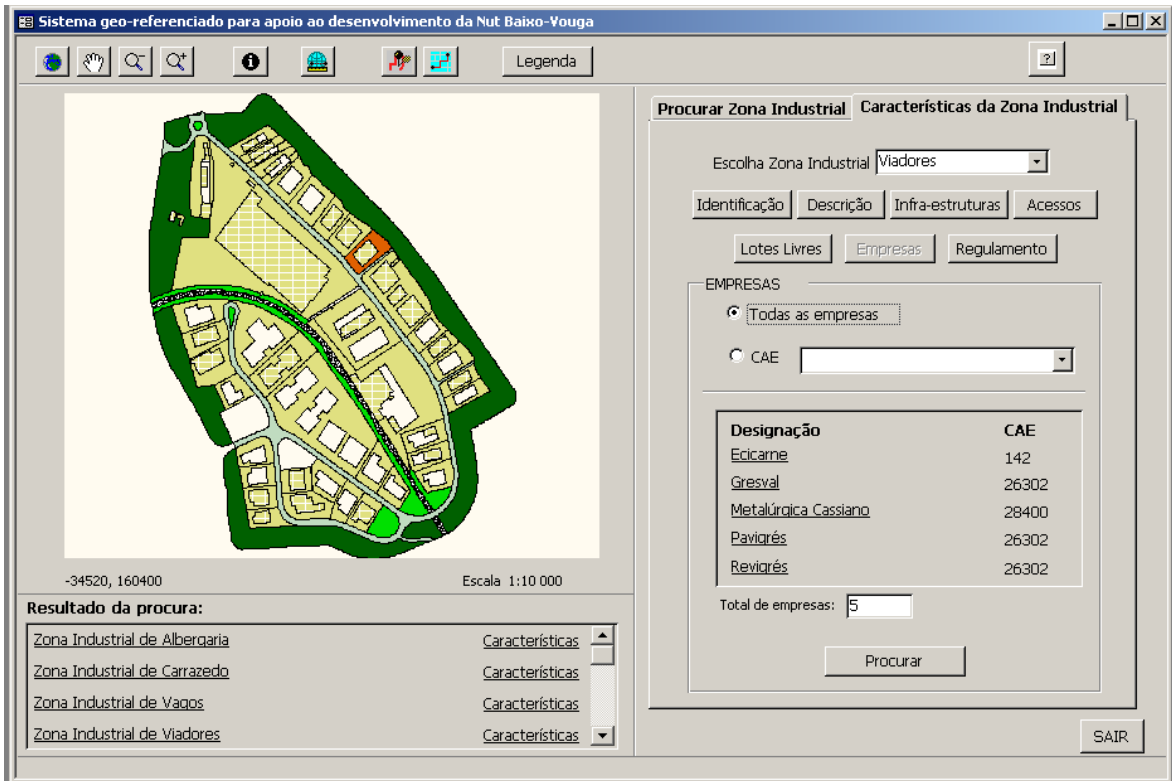 Sistema geo-referenciado para apoio ao desenvolvimento da Nut Baixo-Vouga
Legenda
?
Procurar Zona Industrial
Características da Zona Industrial
Escolha Zona Industrial Viadores
Identificação Descrição Infra-estruturas Acessos
Lotes Livres Empresas Regulamento
EMPRESAS
Todas as empresas
CAE
Designação CAE
Ecicarne 142
Gresval 26302
Metalúrgica Cassiano 28400
Pavigrés 26302
Revigrés 26302
Total de empresas: 5
Procurar
-34520, 160400 Escala 1:10 000
Resultado da procura:
Zona Industrial de Albergaria Características
Zona Industrial de Carrazedo Características
Zona Industrial de Vagos Características
Zona Industrial de Viadores Características
SAIR